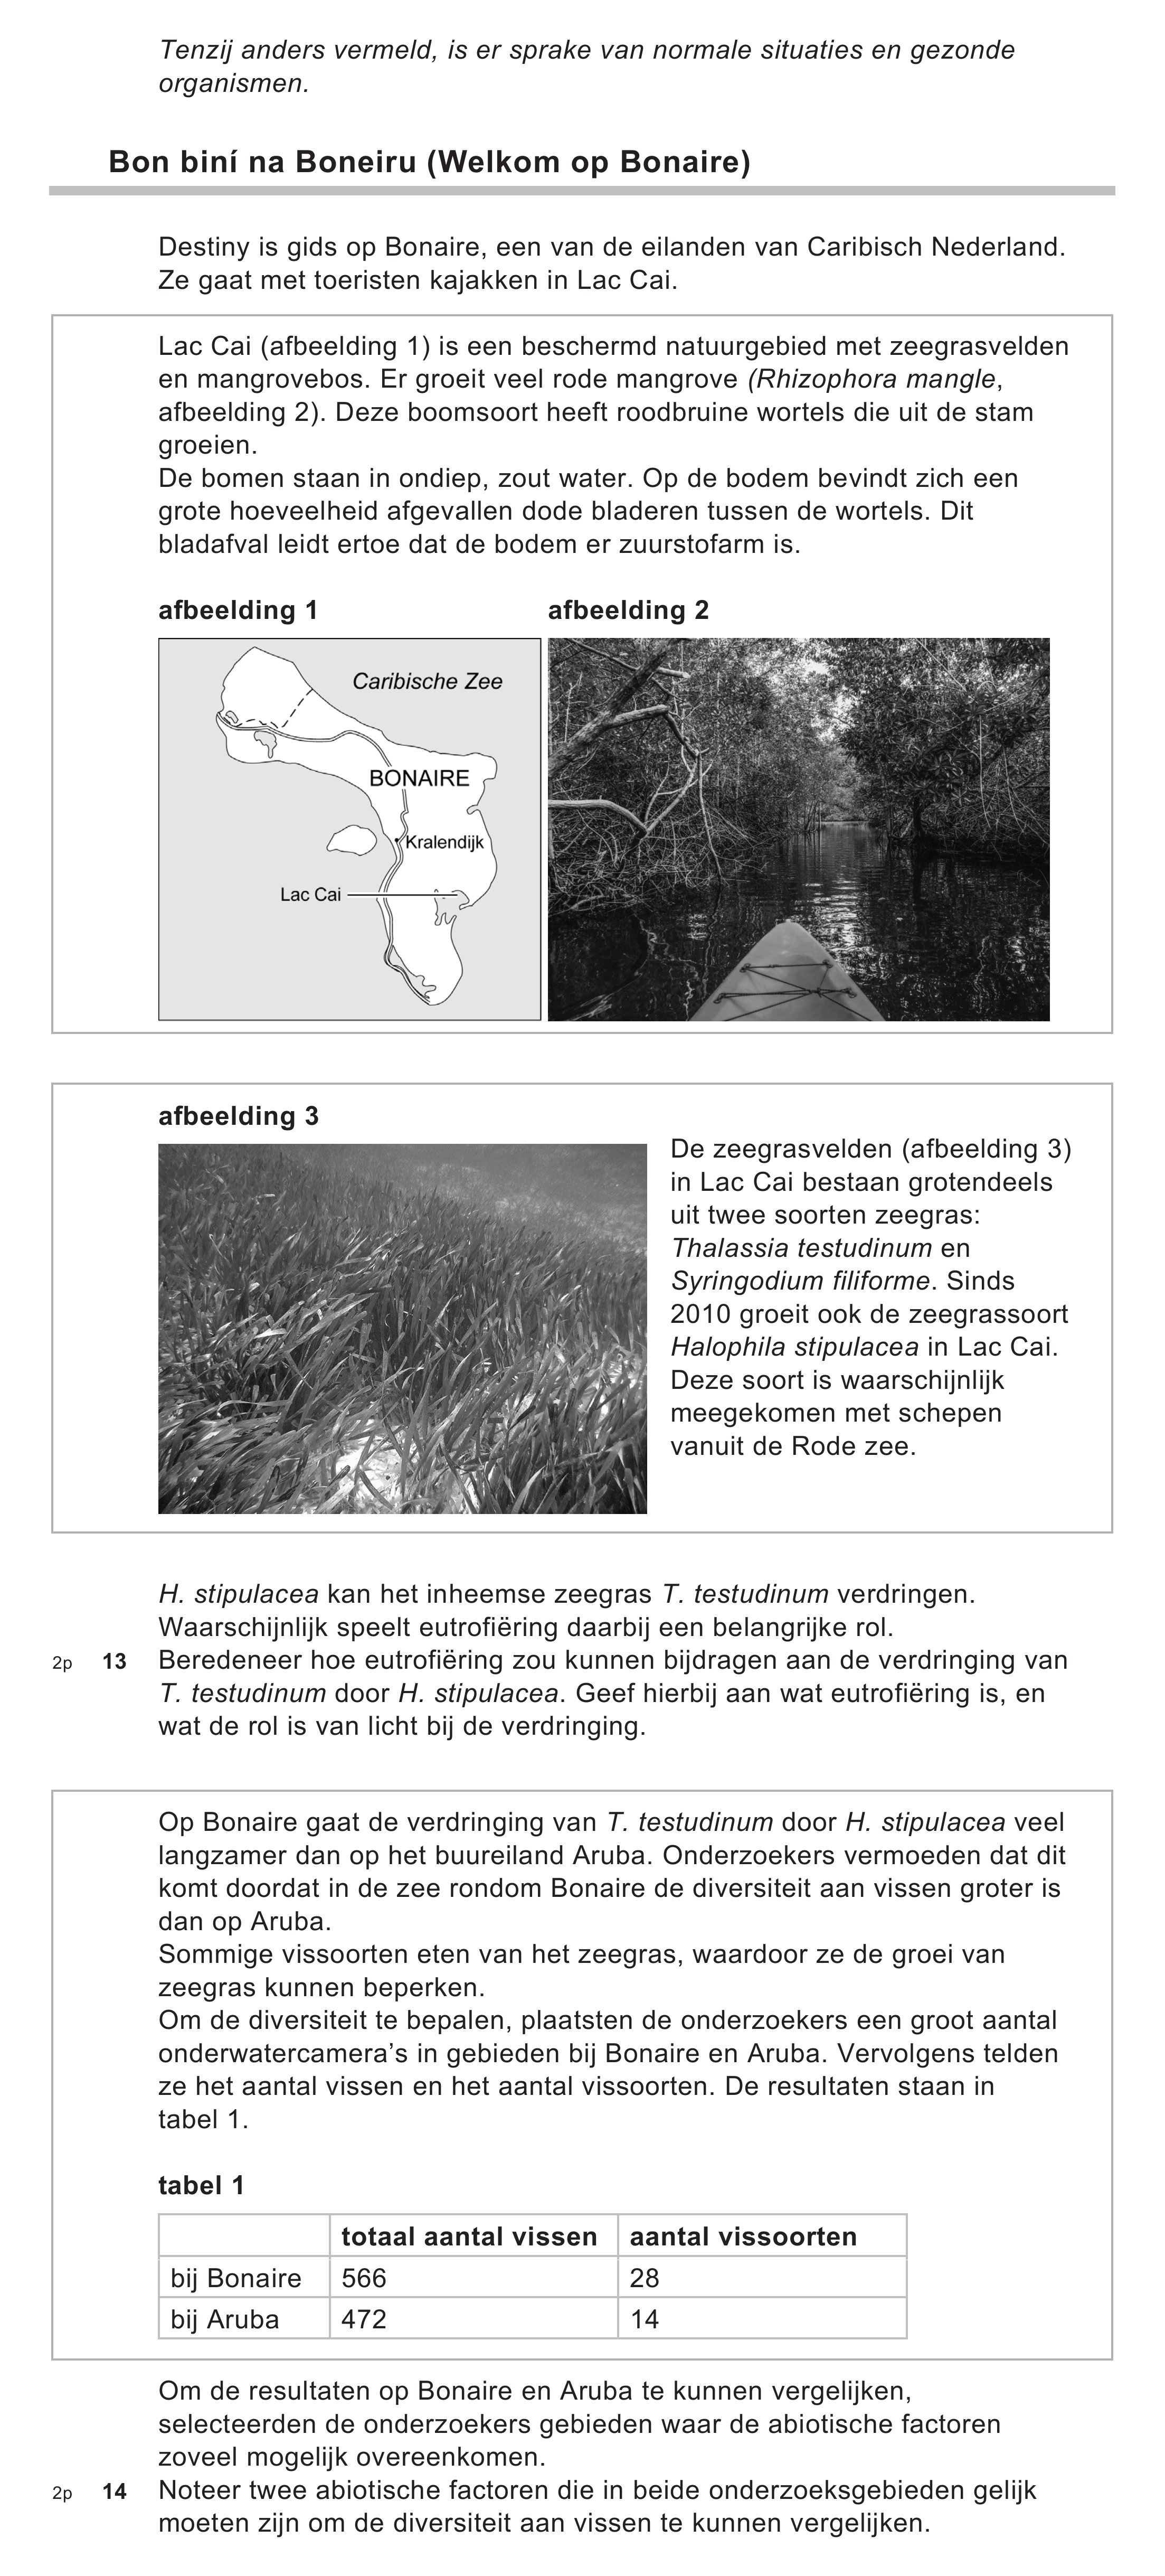 Tenzij anders vermeld, is er sprake van normale situaties en gezonde
organismen.
Bon biní na Boneiru (Welkom op Bonaire)
Destiny is gids op Bonaire, een van de eilanden van Caribisch Nederland.
Ze gaat met toeristen kajakken in Lac Cai.
Lac Cai (afbeelding 1) is een beschermd natuurgebied met zeegrasvelden
en mangrovebos. Er groeit veel rode mangrove (Rhizophora mangle,
afbeelding 2). Deze boomsoort heeft roodbruine wortels die uit de stam
groeien.
De bomen staan in ondiep, zout water. Op de bodem bevindt zich een
grote hoeveelheid afgevallen dode bladeren tussen de wortels. Dit
bladafval leidt ertoe dat de bodem er zuurstofarm is.
afbeelding 1
afbeelding 2
Caribische Zee
BONAIRE
Kralendijk
Lac Cai
afbeelding 3
De zeegrasvelden (afbeelding 3)
in Lac Cai bestaan grotendeels
uit twee soorten zeegras:
Thalassia testudinum en
Syringodium filiforme. Sinds
2010 groeit ook de zeegrassoort
Halophila stipulacea in Lac Cai.
Deze soort is waarschijnlijk
meegekomen met schepen
vanuit de Rode zee.
H. stipulacea kan het inheemse zeegras T. testudinum verdringen.
Waarschijnlijk speelt eutrofiëring daarbij een belangrijke rol.
2p 13 Beredeneer hoe eutrofiëring zou kunnen bijdragen aan de verdringing van
T. testudinum door H. stipulacea. Geef hierbij aan wat eutrofiëring is, en
wat de rol is van licht bij de verdringing.
Op Bonaire gaat de verdringing van T. testudinum door H. stipulacea veel
langzamer dan op het buureiland Aruba. Onderzoekers vermoeden dat dit
komt doordat in de zee rondom Bonaire de diversiteit aan vissen groter is
dan op Aruba.
Sommige vissoorten eten van het zeegras, waardoor ze de groei van
zeegras kunnen beperken.
Om de diversiteit te bepalen, plaatsten de onderzoekers een groot aantal
onderwatercamera's in gebieden bij Bonaire en Aruba. Vervolgens telden
ze het aantal vissen en het aantal vissoorten. De resultaten staan in
tabel 1.
tabel 1
totaal aantal vissen aantal vissoorten
bij Bonaire 566 28
bij Aruba 472 14
Om de resultaten op Bonaire en Aruba te kunnen vergelijken,
selecteerden de onderzoekers gebieden waar de abiotische factoren
zoveel mogelijk overeenkomen.
2p 14 Noteer twee abiotische factoren die in beide onderzoeksgebieden gelijk
moeten zijn om de diversiteit aan vissen te kunnen vergelijken.